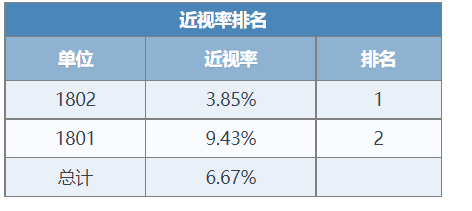 近视率排名
单位 近视率 排名
1802 3.85% 1
1801 9.43% 2
总计 6.67%